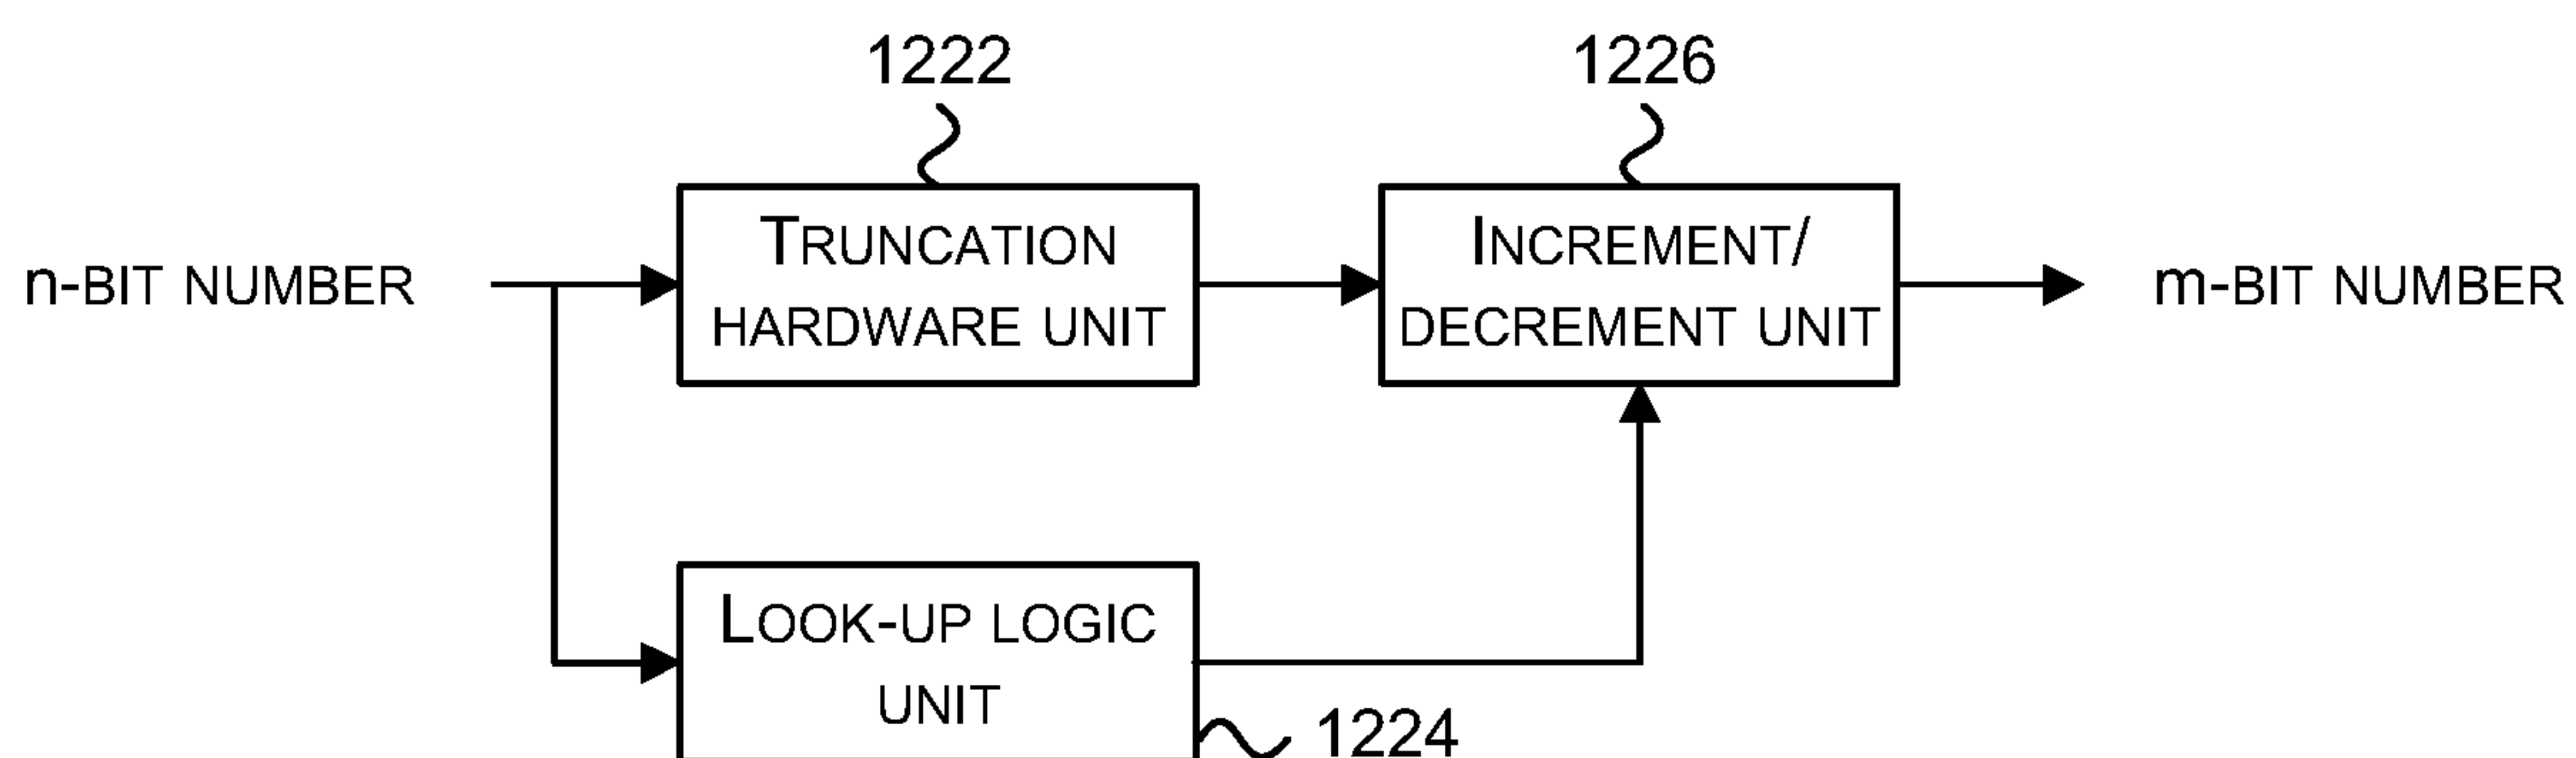 1222
1226
n-BIT NUMBER
TRUNCATION
HARDWARE UNIT
INCREMENT/
DECREMENT UNIT
m-BIT NUMBER
LOOK-UP LOGIC
UNIT
1224